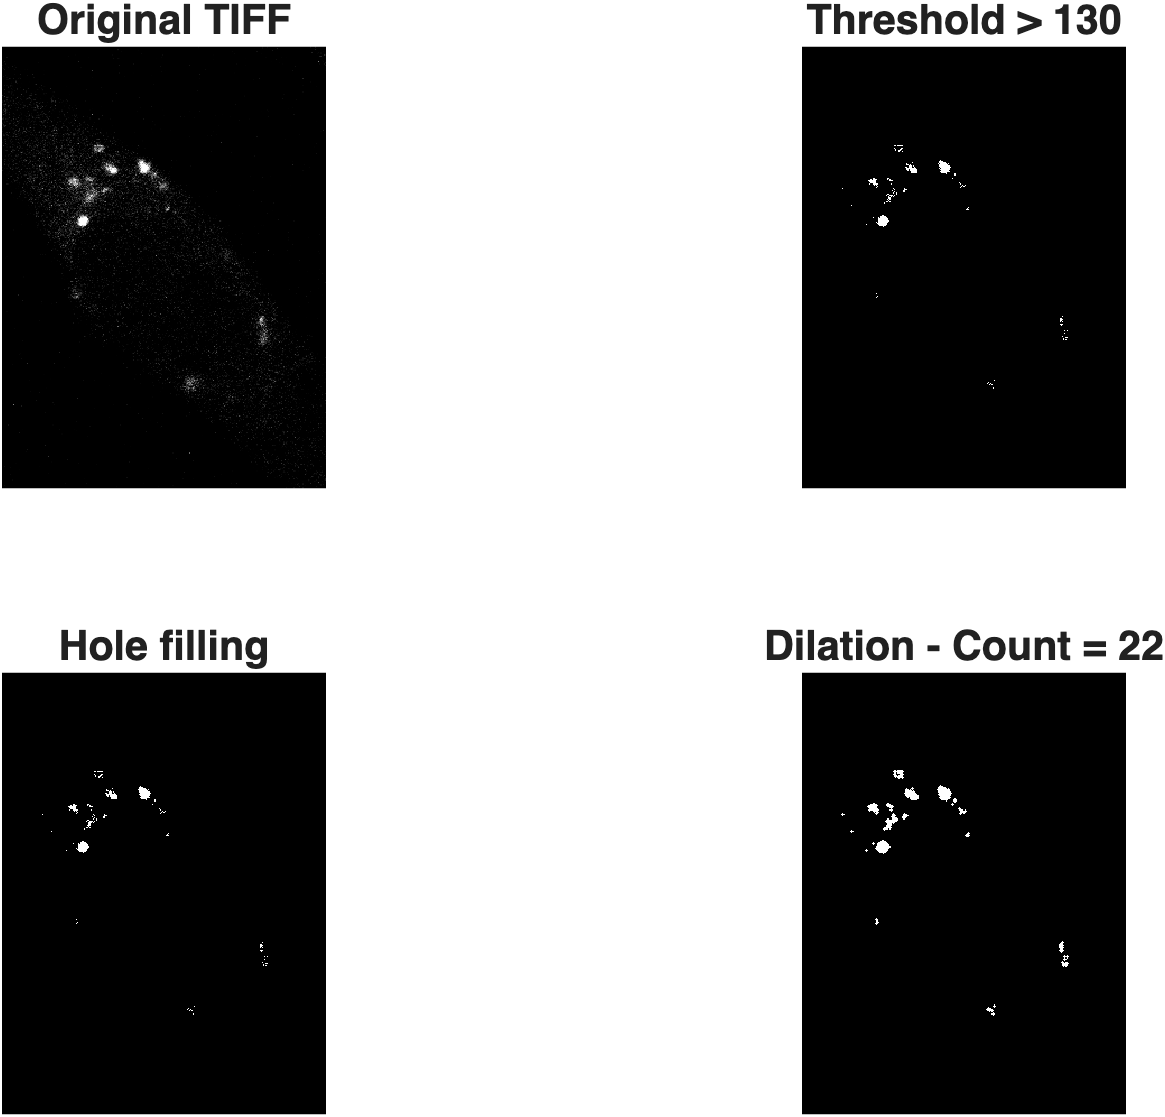 Original TIFF
Threshold > 130
Hole filling
Dilation - Count = 22